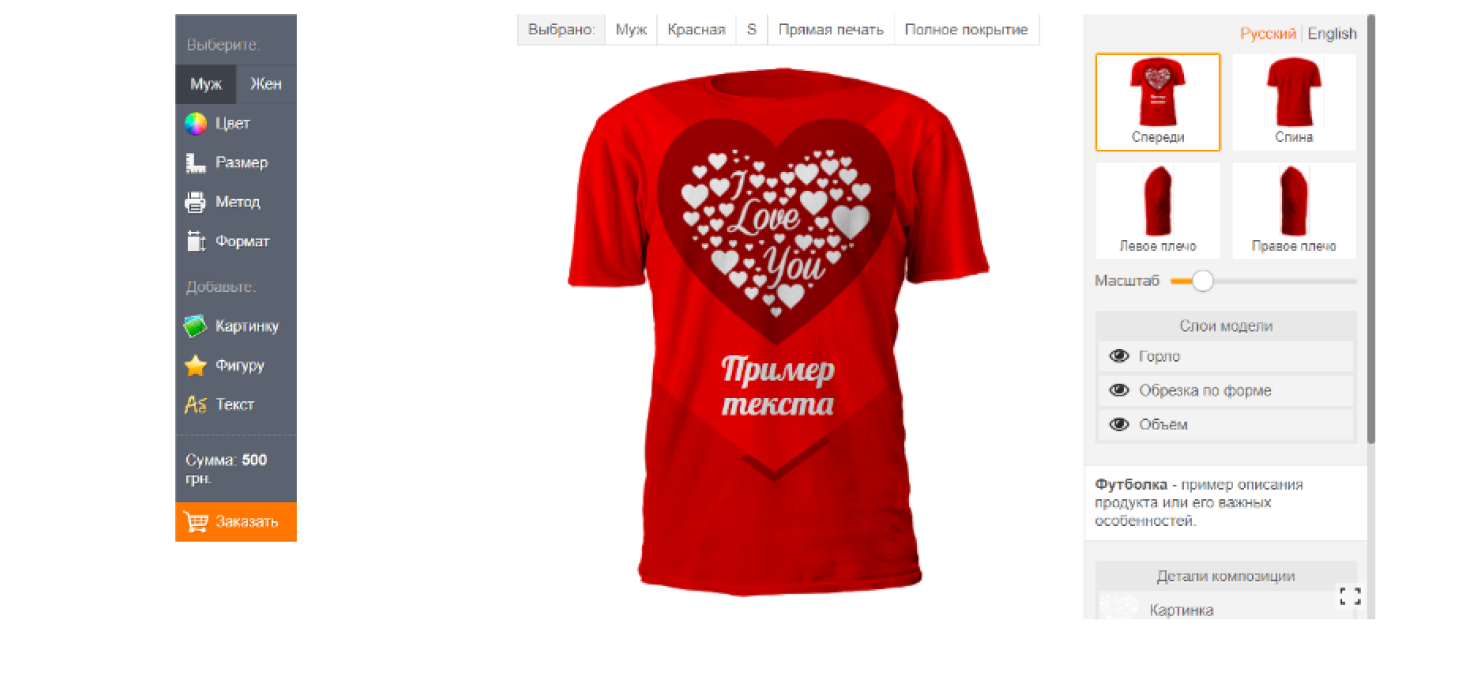 Выберите:
Муж Жен
Цвет
Размер
Метод
Формат
Добавьте:
Картинку
Фигуру
Текст
Сумма: 500
грн.
Заказать
Выбрано: Муж Красная S Прямая печать Полное покрытие
I
Love
You
Пример
текста
Русский English
Спереди Спина
Левое плечо Правое плечо
Масштаб
Слои модели
Горло
Обрезка по форме
Объём
Футболка - пример описания
продукта или его важных
особенностей.
Детали композиции
Картинка